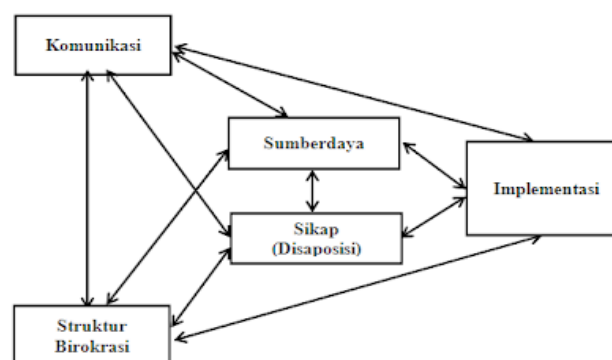 Komunikasi
Sumberdaya
Implementasi
Sikap
(Disaposisi)
Struktur
Birokrasi